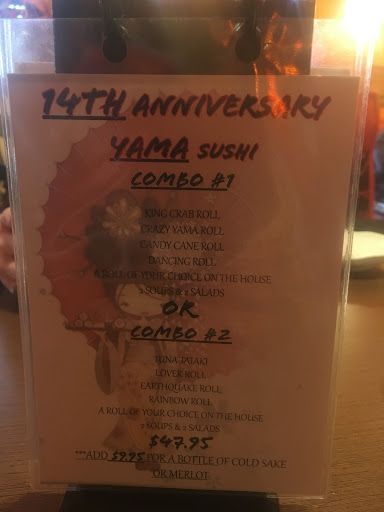 14TH ANNIVERSARY
YAMA SUSHI
COMBO #1
KING CRAB ROLL
CRAZY YAMA ROLL
CANDY CANE ROLL
DANCING ROLL
A ROLL OF YOUR CHOICE ON THE HOUSE
2 SOUPS & 2 SALADS
OR
COMBO #2
TUNA TATAKI
LOVER ROLL
EARTHQUAKE ROLL
RAINBOW ROLL
A ROLL OF YOUR CHOICE ON THE HOUSE
2 SOUPS & 2 SALADS
$47.95
***ADD $9.95 FOR A BOTTLE OF COLD SAKE
OR MERLOT